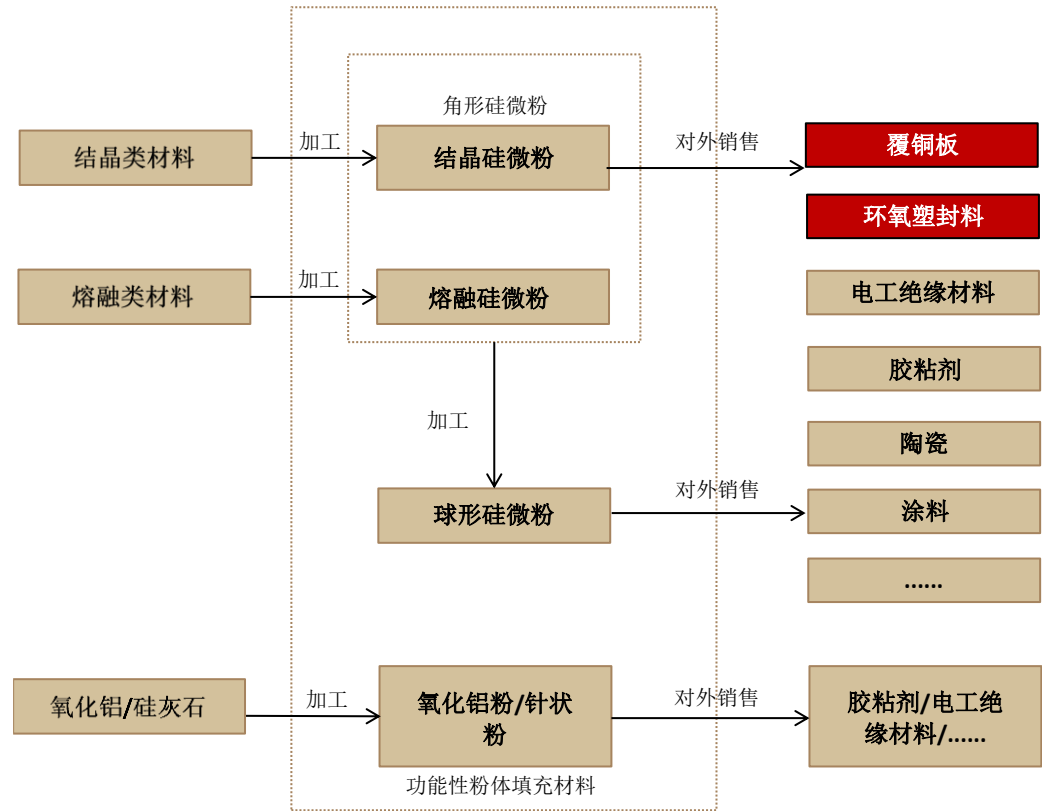 角形硅微粉
结晶类材料
加工
结晶硅微粉
对外销售
覆铜板
环氧塑封料
熔融类材料
加工
熔融硅微粉
电工绝缘材料
胶粘剂
加工
陶瓷
球形硅微粉
对外销售
涂料
......
氧化铝/硅灰石
加工
氧化铝粉/针状
粉
对外销售
胶粘剂/电工绝
缘材料/......
功能性粉体填充材料